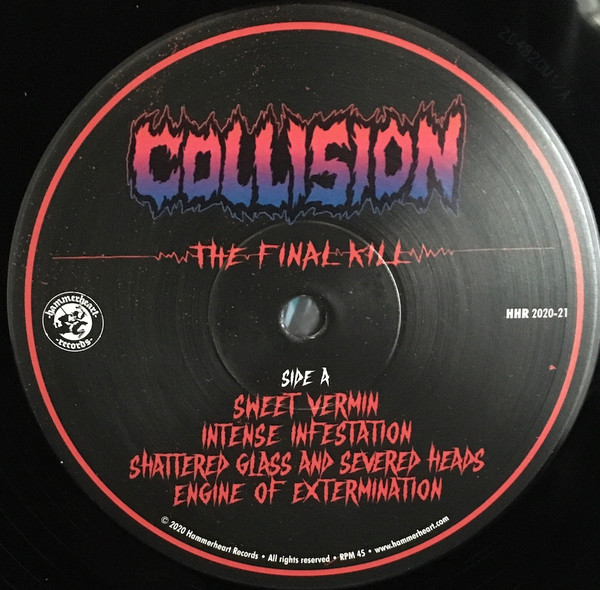 COLLISION
THE FINAL KILL
hammerheart
records
HHR 2020-21
SIDE A
SWEET VERMIN
INTENSE INFESTATION
SHATTERED GLASS AND SEVERED HEADS
ENGINE OF EXTERMINATION
© 2020 Hammerheart Records • All rights reserved • RPM 45 • www.hammerheart.com